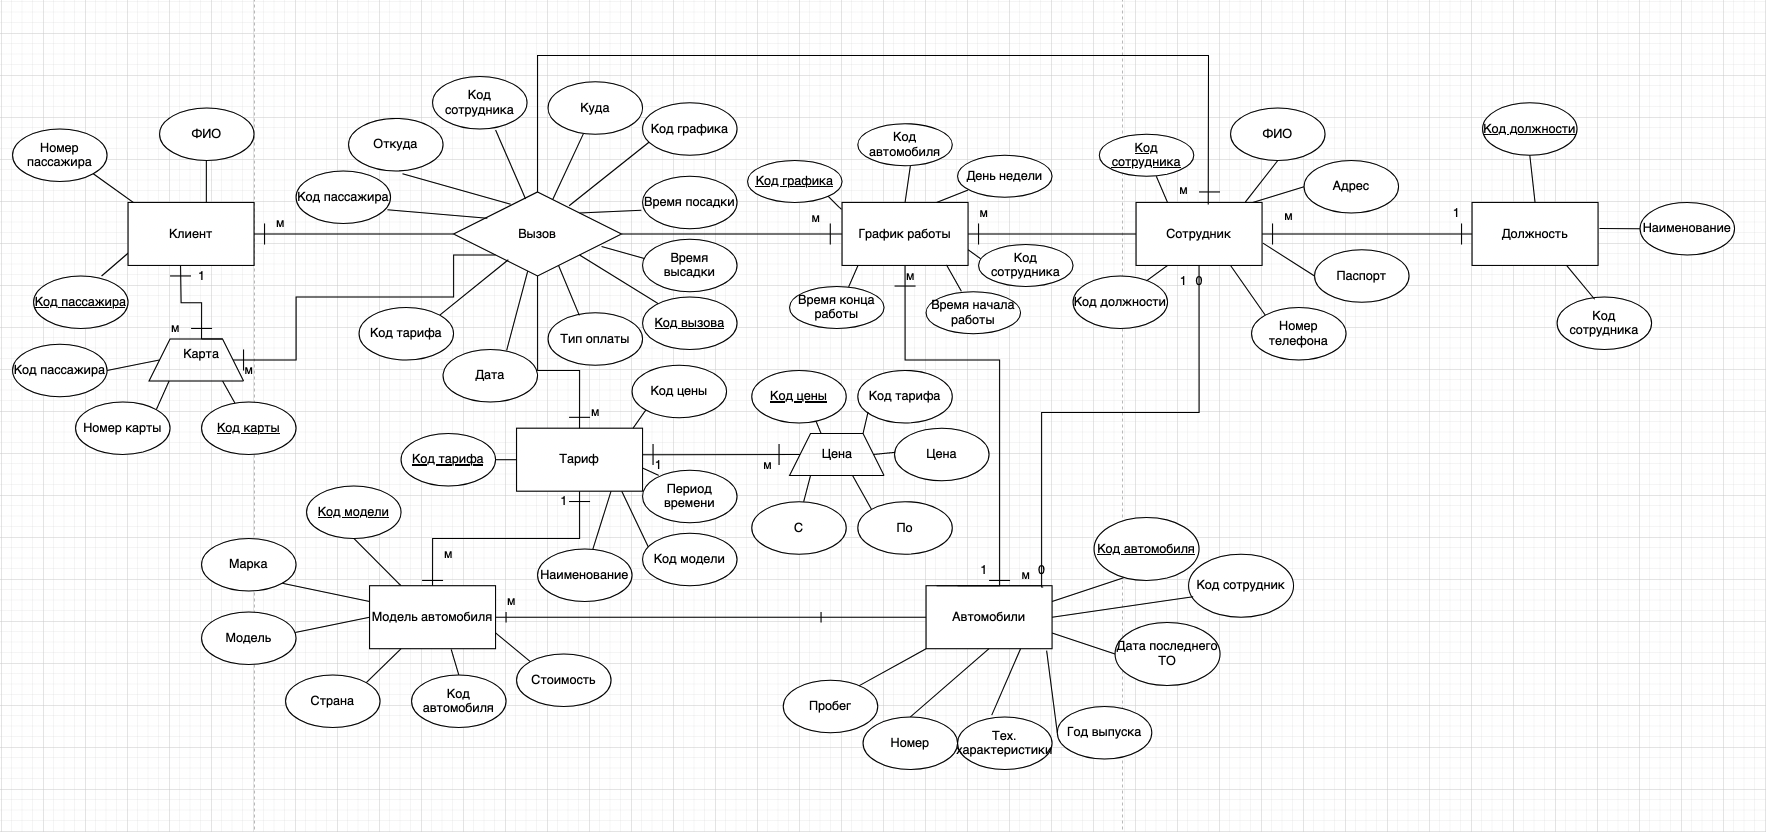 Код
сотрудника
Куда
Код графика
ФИО
Номер
пассажира
Откуда
Код
автомобиля
Код
сотрудника
ФИО
Код должности
Код пассажира
Код графика
День недели
Время посадки
Адрес
м
м
м
м
м
1
Клиент
Вызов
График работы
Сотрудник
Должность
Наименование
Время
высадки
Код
сотрудника
Паспорт
1
м
1 0
Код пассажира
Время конца
работы
Время начала
работы
Код должности
Код тарифа
Тип оплаты
Код вызова
Номер
телефона
Код
сотрудника
м
Карта
м
Код пассажира
Дата
Код цены
Код цены
Код тарифа
м
Номер карты
Код карты
Код тарифа
Тариф
1
м
Цена
Цена
Период
времени
1
Код модели
С
По
м
Марка
Наименование
Код модели
Код автомобиля
1
м
0
Код сотрудник
м
Модель автомобиля
Автомобили
Модель
Дата последнего
ТО
Стоимость
Страна
Код
автомобиля
Пробег
Номер
Тех.
характеристики
Год выпуска